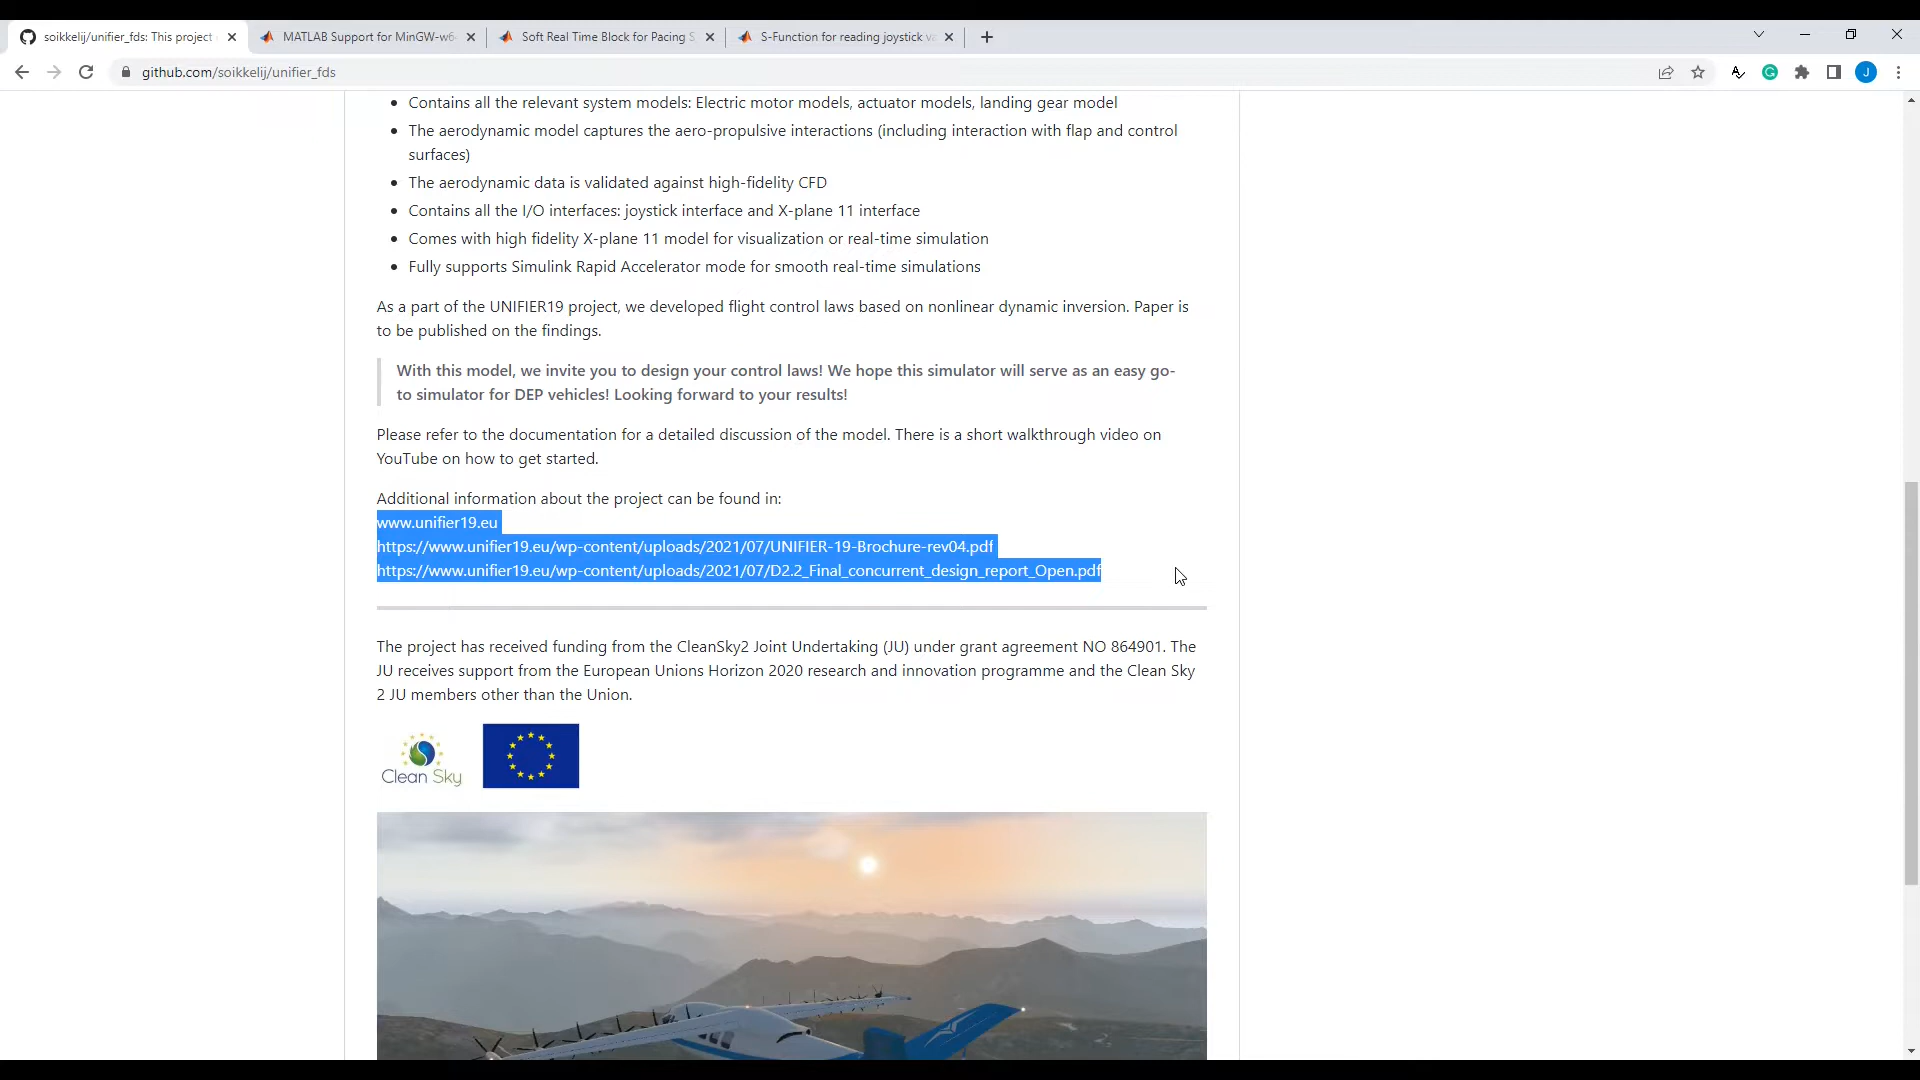 soikkelij/unifier_fds: This project
MATLAB Support for MinGW-w6
Soft Real Time Block for Pacing S
S-Function for reading joystick va
github.com/soikkelij/unifier_fds
J
Contains all the relevant system models: Electric motor models, actuator models, landing gear model
The aerodynamic model captures the aero-propulsive interactions (including interaction with flap and control
surfaces)
The aerodynamic data is validated against high-fidelity CFD
Contains all the I/O interfaces: joystick interface and X-plane 11 interface
Comes with high fidelity X-plane 11 model for visualization or real-time simulation
Fully supports Simulink Rapid Accelerator mode for smooth real-time simulations
As a part of the UNIFIER19 project, we developed flight control laws based on nonlinear dynamic inversion. Paper is
to be published on the findings.
With this model, we invite you to design your control laws! We hope this simulator will serve as an easy go-
to simulator for DEP vehicles! Looking forward to your results!
Please refer to the documentation for a detailed discussion of the model. There is a short walkthrough video on
YouTube on how to get started.
Additional information about the project can be found in:
www.unifier19.eu
https://www.unifier19.eu/wp-content/uploads/2021/07/UNIFIER-19-Brochure-rev04.pdf
https://www.unifier19.eu/wp-content/uploads/2021/07/D2.2_Final_concurrent_design_report_Open.pdf
The project has received funding from the CleanSky2 Joint Undertaking (JU) under grant agreement NO 864901. The
JU receives support from the European Unions Horizon 2020 research and innovation programme and the Clean Sky
2 JU members other than the Union.
Clean Sky